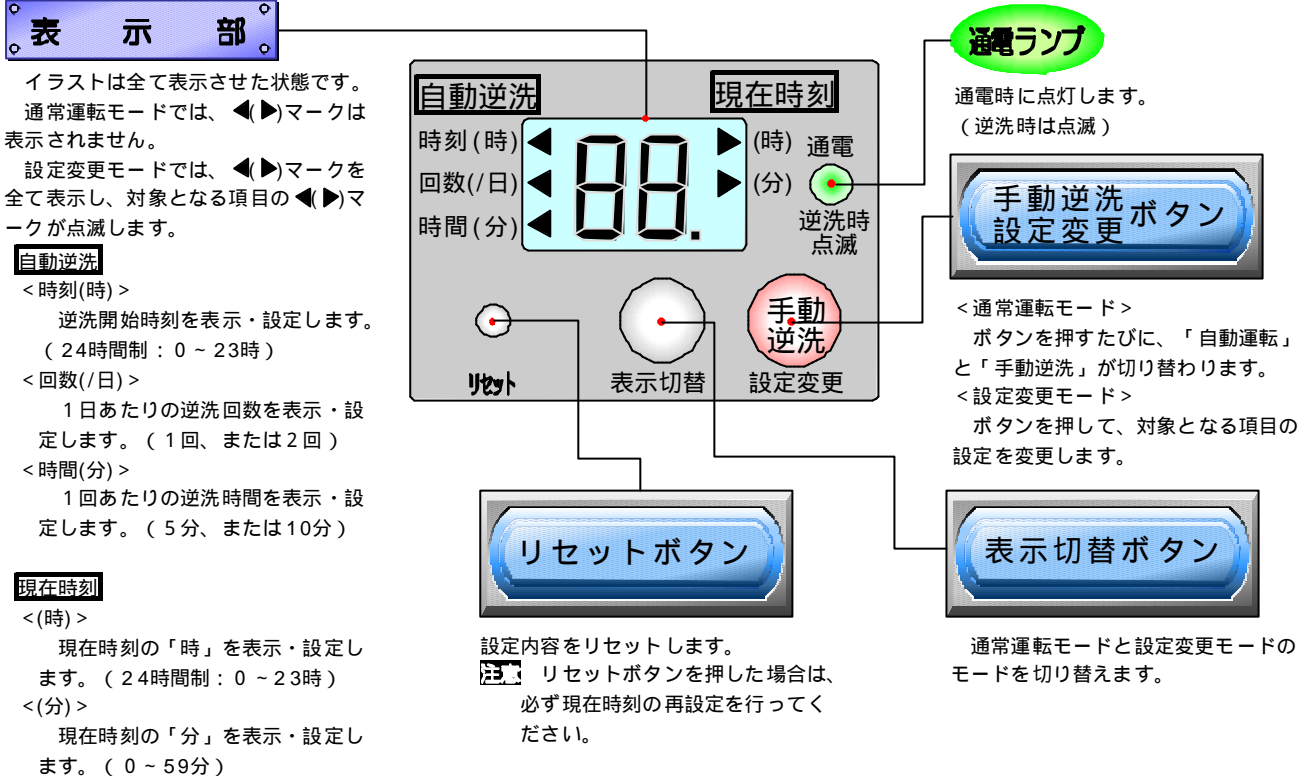 表示部
イラストは全て表示させた状態です。
通常運転モードでは、◀(▶)マークは
表示されません。
設定変更モードでは、◀(▶)マークを
全て表示し、対象となる項目の◀(▶)マ
ークが点滅します。
自動逆洗
<時刻(時)>
逆洗開始時刻を表示・設定します。
(24時間制：0~23時)
<回数(/日)>
1日あたりの逆洗回数を表示・設
定します。(1回、または2回)
<時間(分)>
1回あたりの逆洗時間を表示・設
定します。(5分、または10分)
現在時刻
<(時)>
現在時刻の「時」を表示・設定し
ます。(24時間制：0~23時)
<(分)>
現在時刻の「分」を表示・設定し
ます。(0~59分)
自動逆洗
現在時刻
時刻(時)◀
回数(/日)◀
時間(分)◀
88.
▶(時)
▶(分)
通電
逆洗時
点滅
リセット
表示切替
手動
逆洗
設定変更
リセットボタン
設定内容をリセットします。
注意 リセットボタンを押した場合は、
必ず現在時刻の再設定を行ってく
ださい。
通電ランプ
通電時に点灯します。
(逆洗時は点滅)
手動逆洗
設定変更ボタン
<通常運転モード>
ボタンを押すたびに、「自動運転」
と「手動逆洗」が切り替わります。
<設定変更モード>
ボタンを押して、対象となる項目の
設定を変更します。
表示切替ボタン
通常運転モードと設定変更モードの
モードを切り替えます。